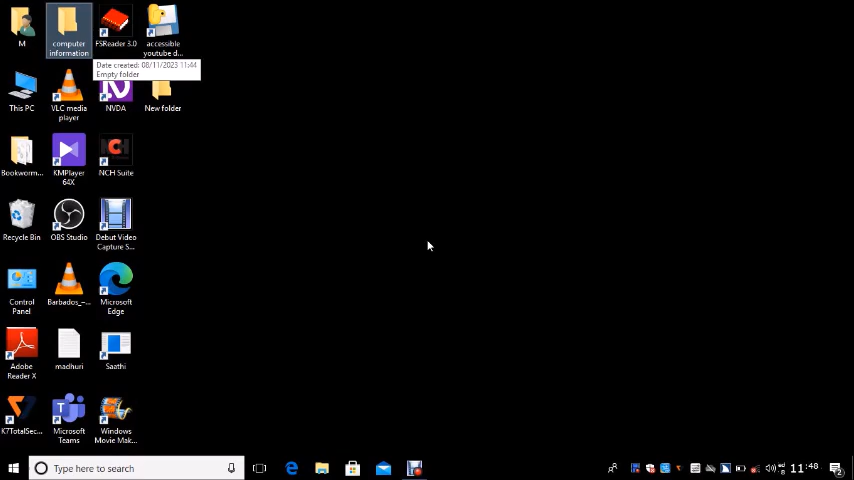 M
computer
information
FSReader 3.0
accessible
youtube d...
Date created: 08/11/2023 11:44
Empty folder
This PC
VLC media
player
NVDA
New folder
Bookworm...
KMPlayer
64X
NCH Suite
Recycle Bin
OBS Studio
Debut Video
Capture S...
Control
Panel
Barbados_–...
Microsoft
Edge
Adobe
Reader X
madhuri
Saathi
K7TotalSec...
Microsoft
Teams
Windows
Movie Mak...
Type here to search
11:48
2